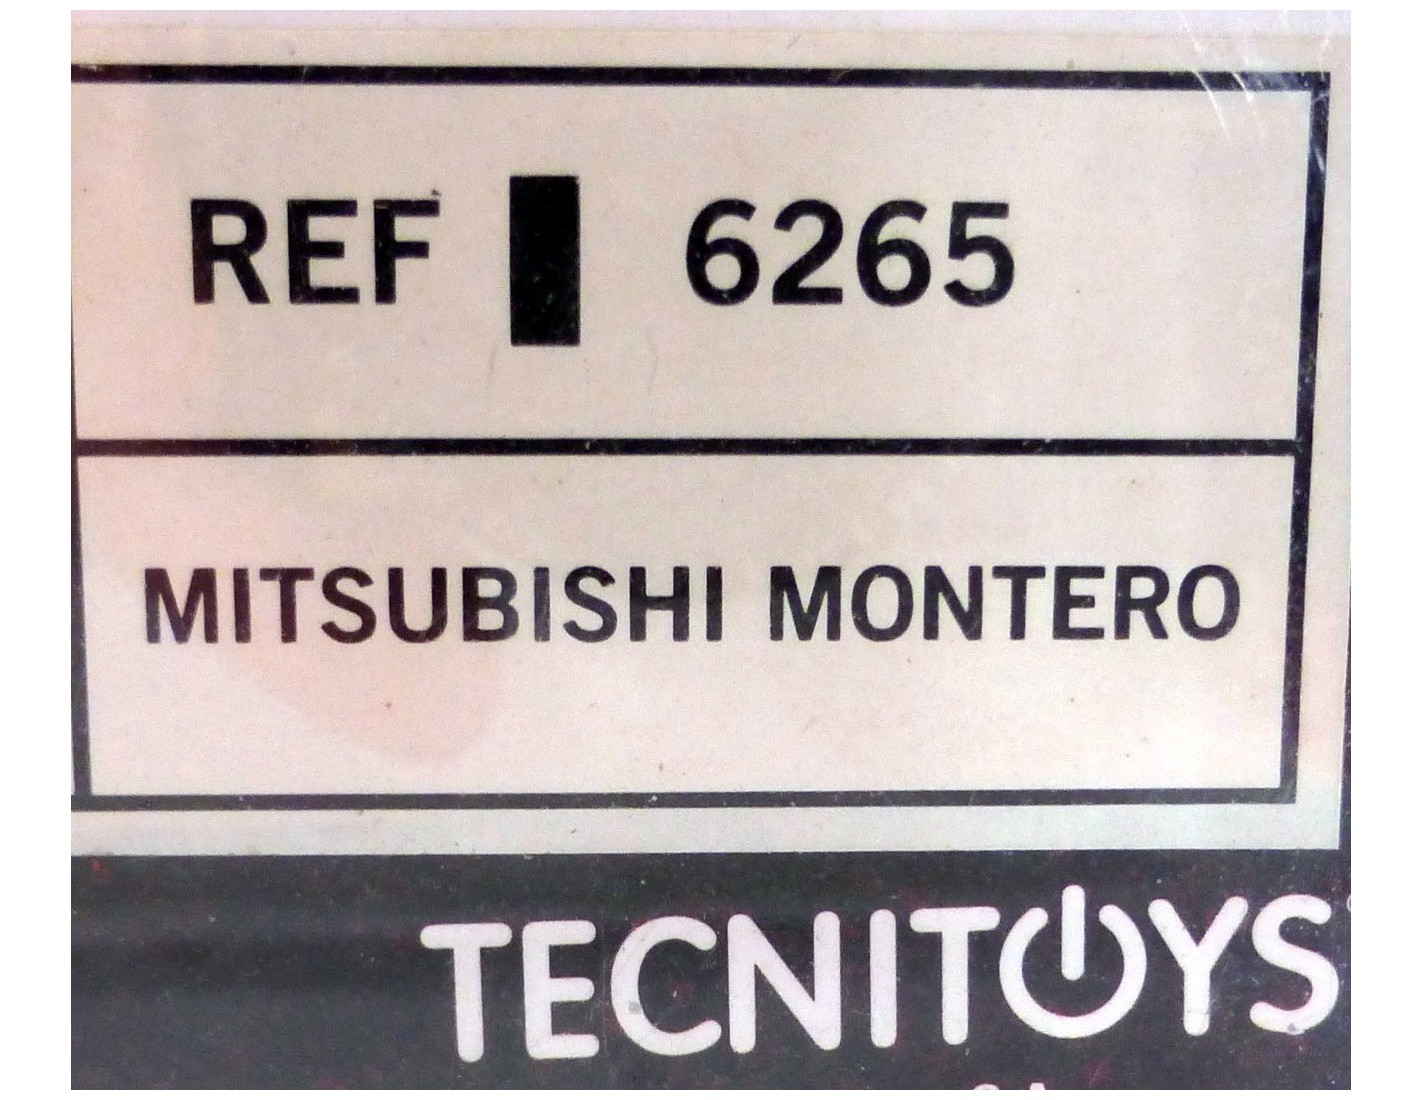 REF 6265
MITSUBISHI MONTERO
TECNITOYS